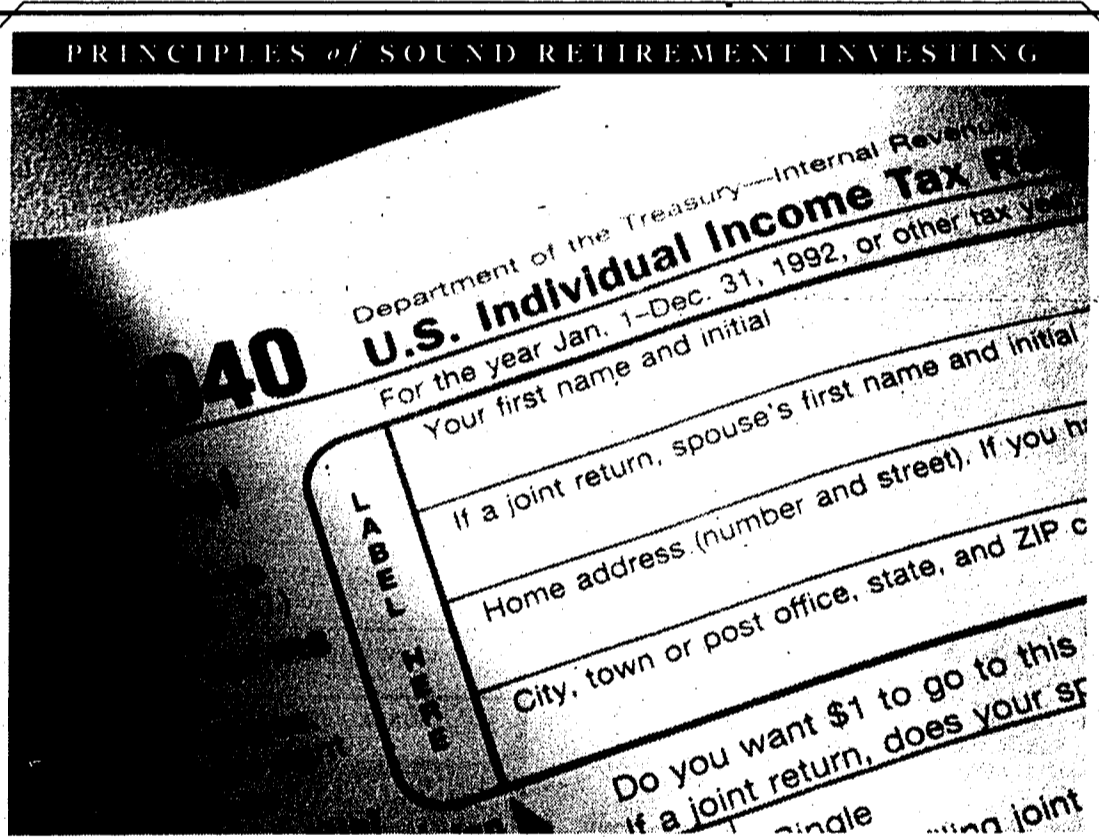 PRINCIPLES of SOUND RETIREMENT INVESTING
Department of the Treasury—Internal Revenue
040 U.S. Individual Income Tax Re
For the year Jan. 1–Dec. 31, 1992, or other tax year
Your first name and initial
If a joint return, spouse's first name and initial
Home address (number and street). If you ha
City, town or post office, state, and ZIP c
LABEL HERE
Do you want $1 to go to this
If a joint return, does your sp
Single
joint